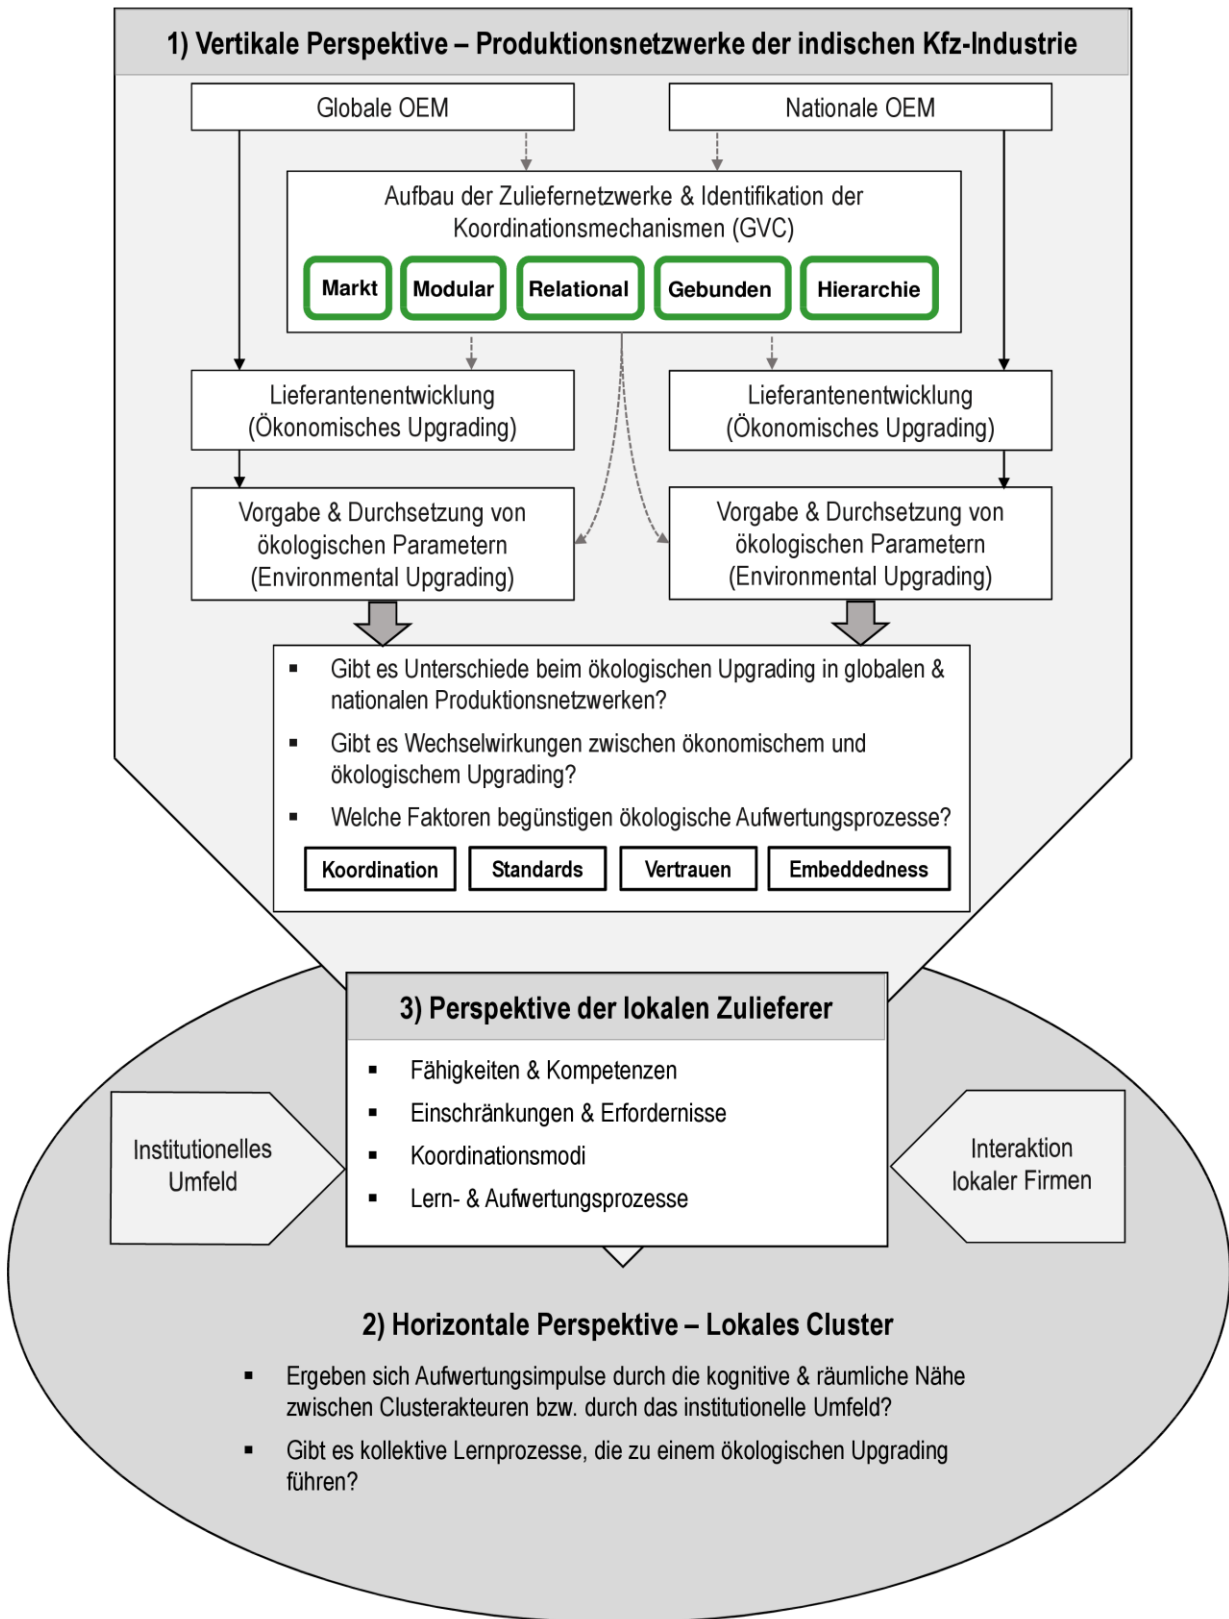 1) Vertikale Perspektive – Produktionsnetzwerke der indischen Kfz-Industrie
Globale OEM
Nationale OEM
Aufbau der Zuliefernetzwerke & Identifikation der
Koordinationsmechanismen (GVC)
Markt
Modular
Relational
Gebunden
Hierarchie
Lieferantenentwicklung
(Ökonomisches Upgrading)
Lieferantenentwicklung
(Ökonomisches Upgrading)
Vorgabe & Durchsetzung von
ökologischen Parametern
(Environmental Upgrading)
Vorgabe & Durchsetzung von
ökologischen Parametern
(Environmental Upgrading)
▪ Gibt es Unterschiede beim ökologischen Upgrading in globalen &
nationalen Produktionsnetzwerken?
▪ Gibt es Wechselwirkungen zwischen ökonomischem und
ökologischem Upgrading?
▪ Welche Faktoren begünstigen ökologische Aufwertungsprozesse?
Koordination
Standards
Vertrauen
Embeddedness
3) Perspektive der lokalen Zulieferer
▪ Fähigkeiten & Kompetenzen
▪ Einschränkungen & Erfordernisse
▪ Koordinationsmodi
▪ Lern- & Aufwertungsprozesse
Institutionelles
Umfeld
Interaktion
lokaler Firmen
2) Horizontale Perspektive – Lokales Cluster
▪ Ergeben sich Aufwertungsimpulse durch die kognitive & räumliche Nähe
zwischen Clusterakteuren bzw. durch das institutionelle Umfeld?
▪ Gibt es kollektive Lernprozesse, die zu einem ökologischen Upgrading
führen?